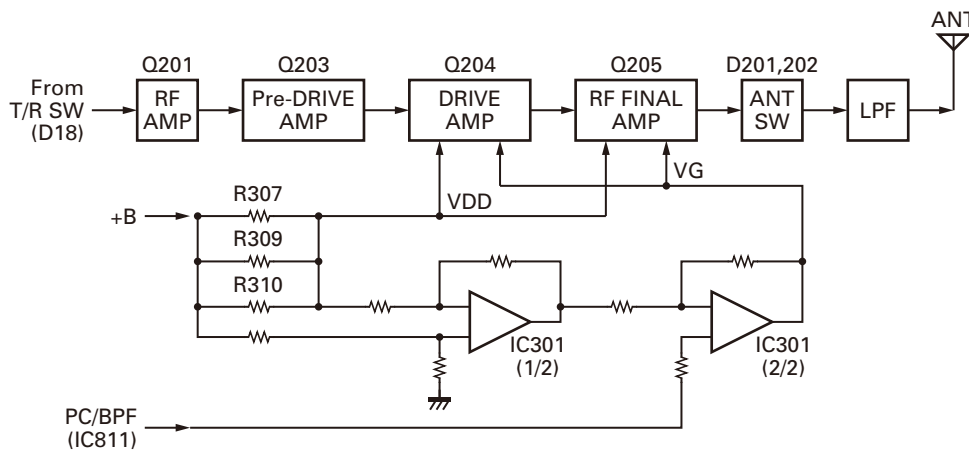 ANT
Q201
Q203
Q204
Q205
D201,202
From
T/R SW
(D18)
RF
AMP
Pre-DRIVE
AMP
DRIVE
AMP
RF FINAL
AMP
ANT
SW
LPF
VG
VDD
+B
R307
R309
R310
IC301
(1/2)
IC301
(2/2)
PC/BPF
(IC811)